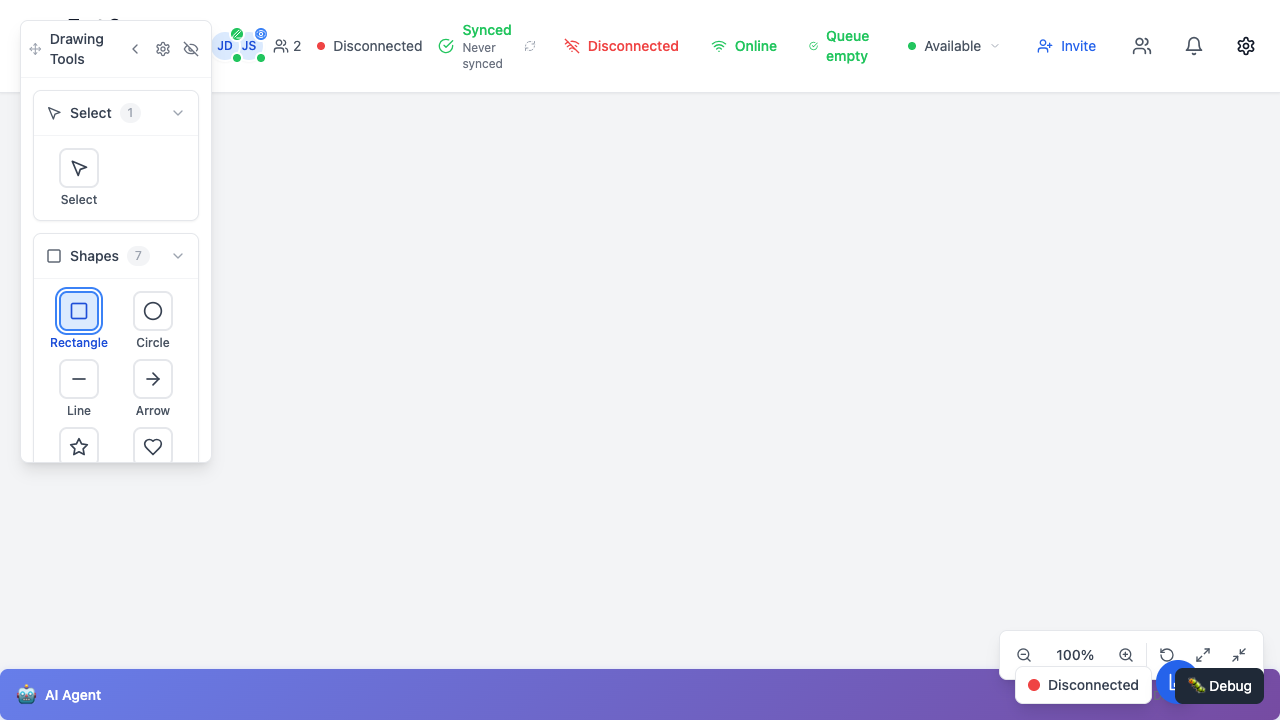 Drawing
Tools
JD
JS
2
Disconnected
Synced
Never
synced
Disconnected
Online
Queue
empty
Available
Invite
Select 1
Select
Shapes 7
Rectangle
Circle
Line
Arrow
100%
AI Agent
Disconnected
Debug